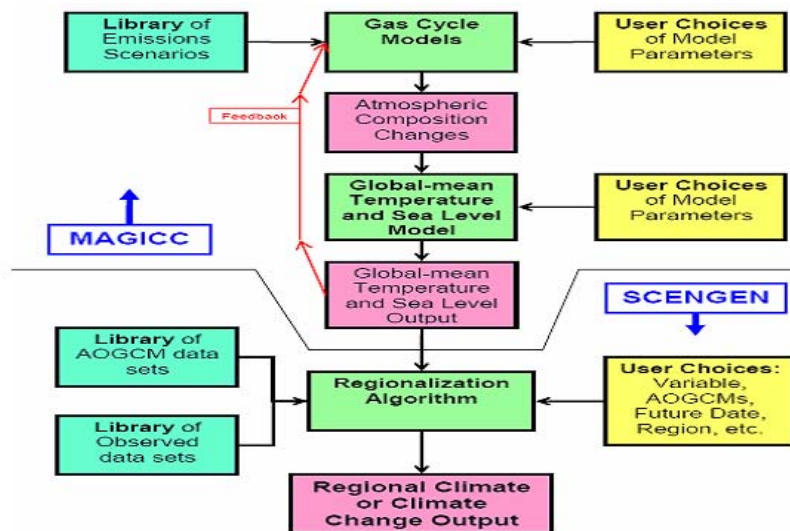 Library of
Emissions
Scenarios
Gas Cycle
Models
User Choices
of Model
Parameters
Feedback
Atmospheric
Composition
Changes
Global-mean
Temperature
and Sea Level
Model
User Choices
of Model
Parameters
MAGICC
Global-mean
Temperature
and Sea Level
Output
SCENGEN
Library of
AOGCM data
sets
Regionalization
Algorithm
User Choices:
Variable,
AOGCMs,
Future Date,
Region, etc.
Library of
Observed
data sets
Regional Climate
or Climate
Change Output